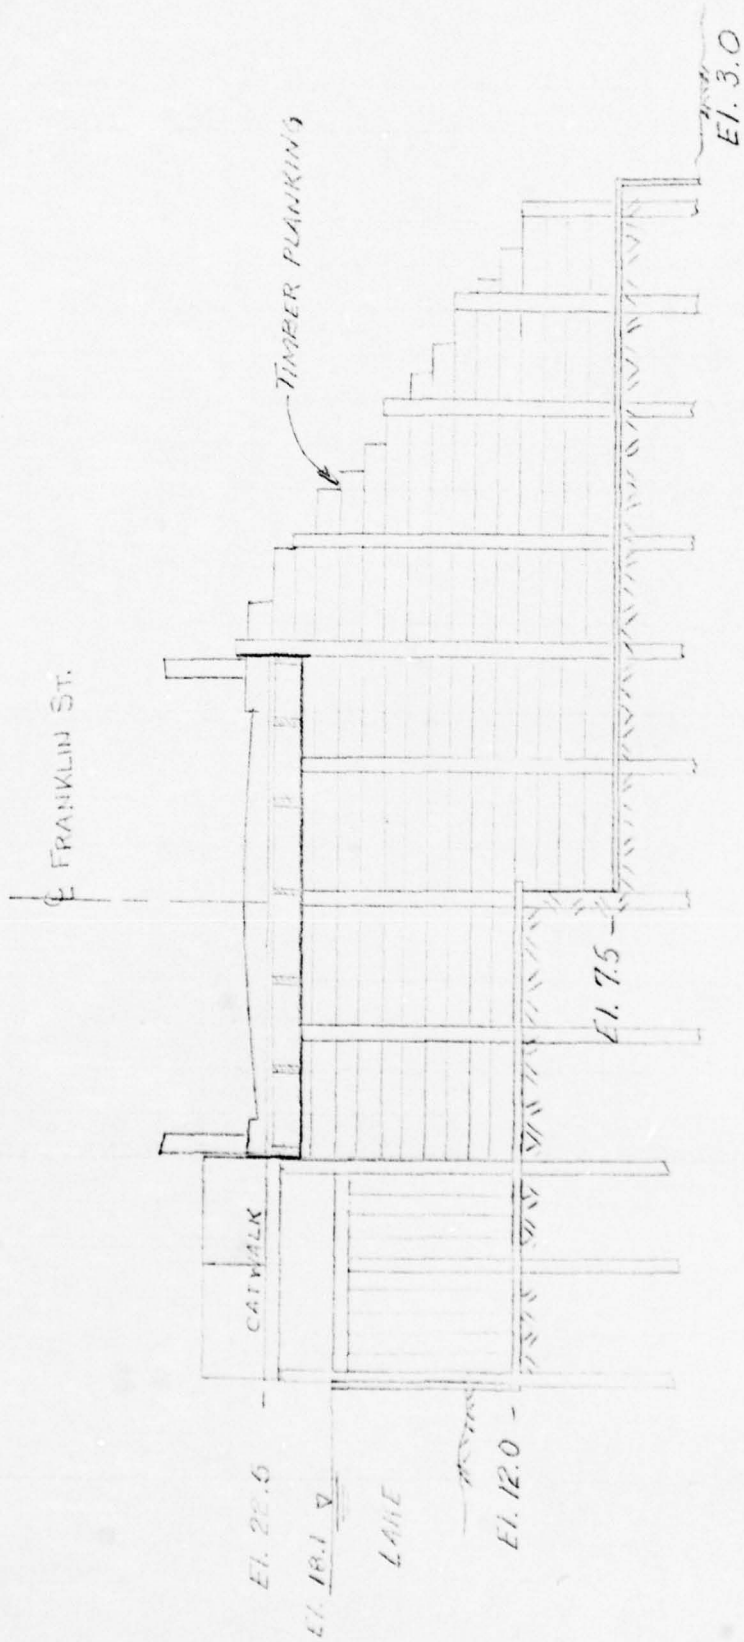 ℄ FRANKLIN ST.
TIMBER PLANKING
CATWALK
El. 22.5
El. 18.1
LAKE
El. 12.0
El. 7.5
El. 3.0